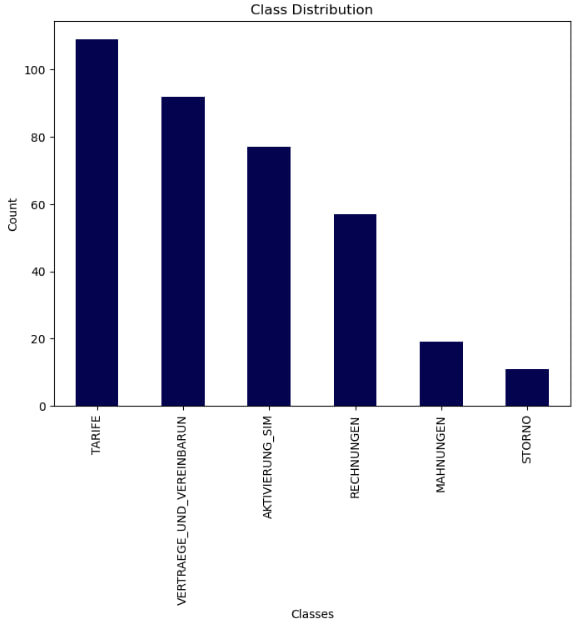 Class Distribution
100
80
60
40
20
0
Count
TARIFE
VERTRAEGE_UND_VEREINBARUN
AKTIVIERUNG_SIM
RECHNUNGEN
MAHNUNGEN
STORNO
Classes